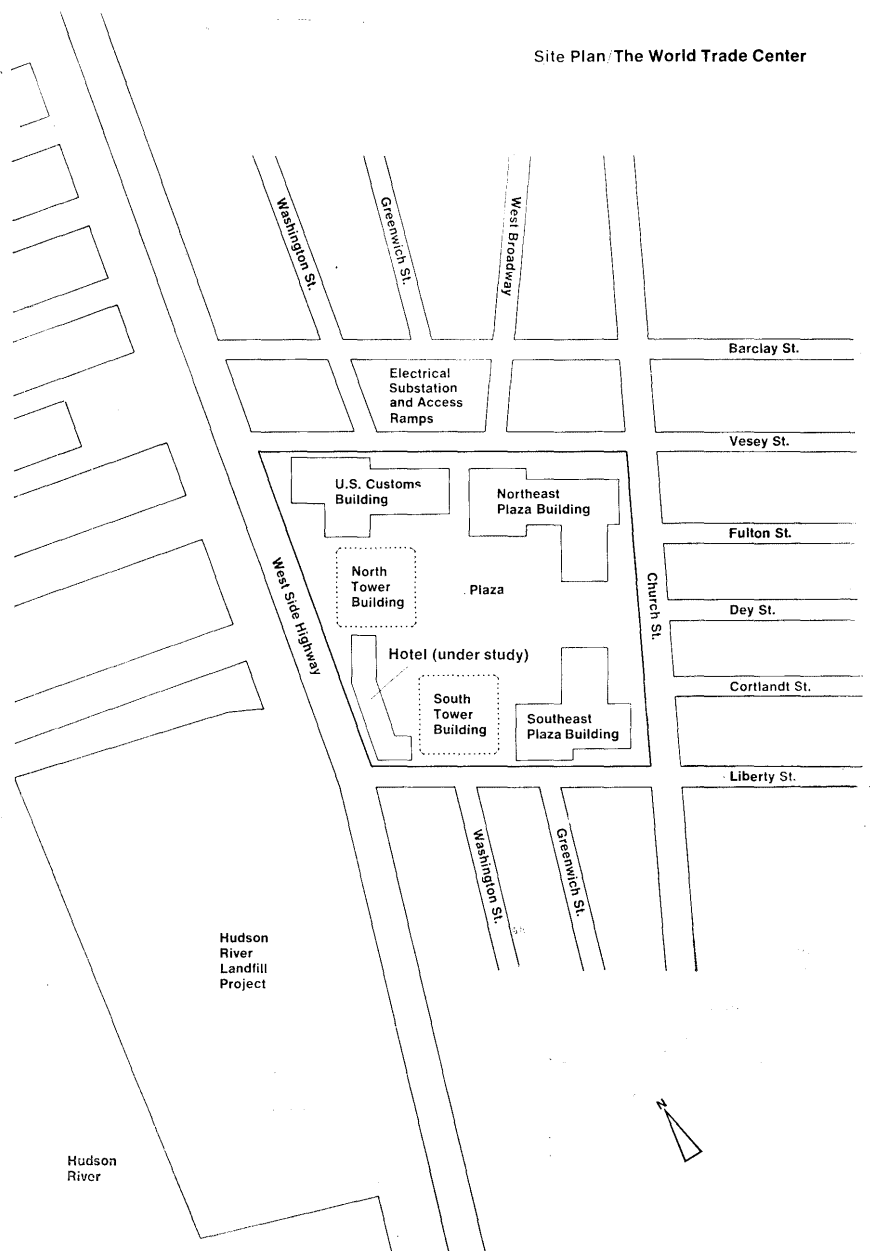 Site Plan/The World Trade Center
Washington St.
Greenwich St.
West Broadway
Barclay St.
Electrical
Substation
and Access
Ramps
Vesey St.
U.S. Customs
Building
Northeast
Plaza Building
Fulton St.
North
Tower
Building
Plaza
West Side Highway
Church St.
Dey St.
Hotel (under study)
Cortlandt St.
South
Tower
Building
Southeast
Plaza Building
Liberty St.
Washington St.
Greenwich St.
Hudson
River
Landfill
Project
N
Hudson
River